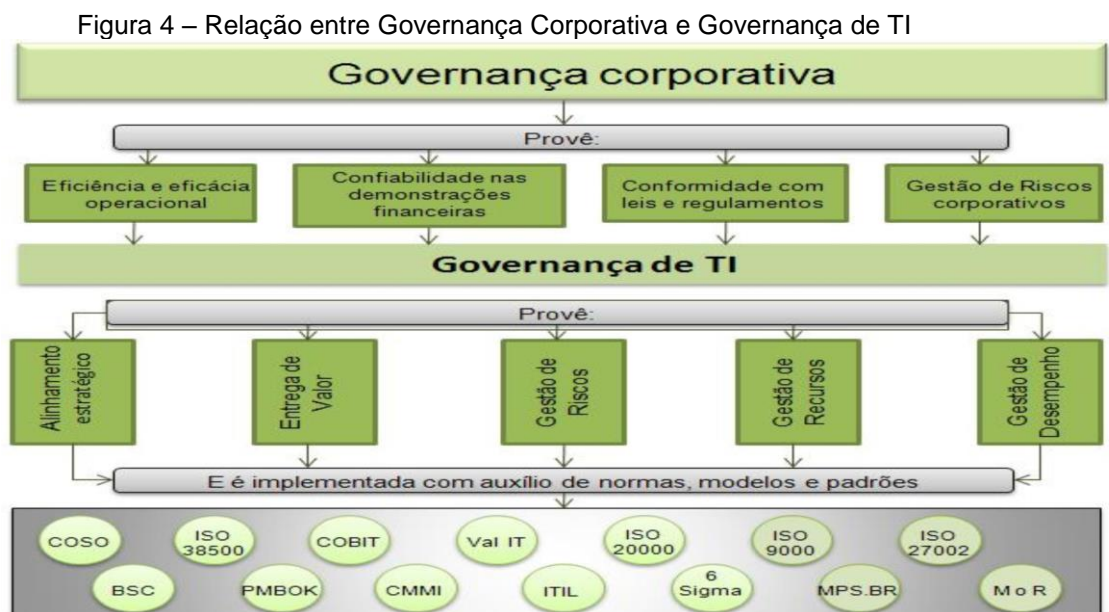 Figura 4 – Relação entre Governança Corporativa e Governança de TI
Governança corporativa
Provê:
Eficiência e eficácia
operacional
Confiabilidade nas
demonstrações
financeiras
Conformidade com
leis e regulamentos
Gestão de Riscos
corporativos
Governança de TI
Provê:
Alinhamento
estratégico
Entrega de
Valor
Gestão de
Riscos
Gestão de
Recursos
Gestão de
Desempenho
E é implementada com auxílio de normas, modelos e padrões
COSO
ISO
38500
COBIT
Val IT
ISO
20000
ISO
9000
ISO
27002
BSC
PMBOK
CMMI
ITIL
6
Sigma
MPS.BR
M o R